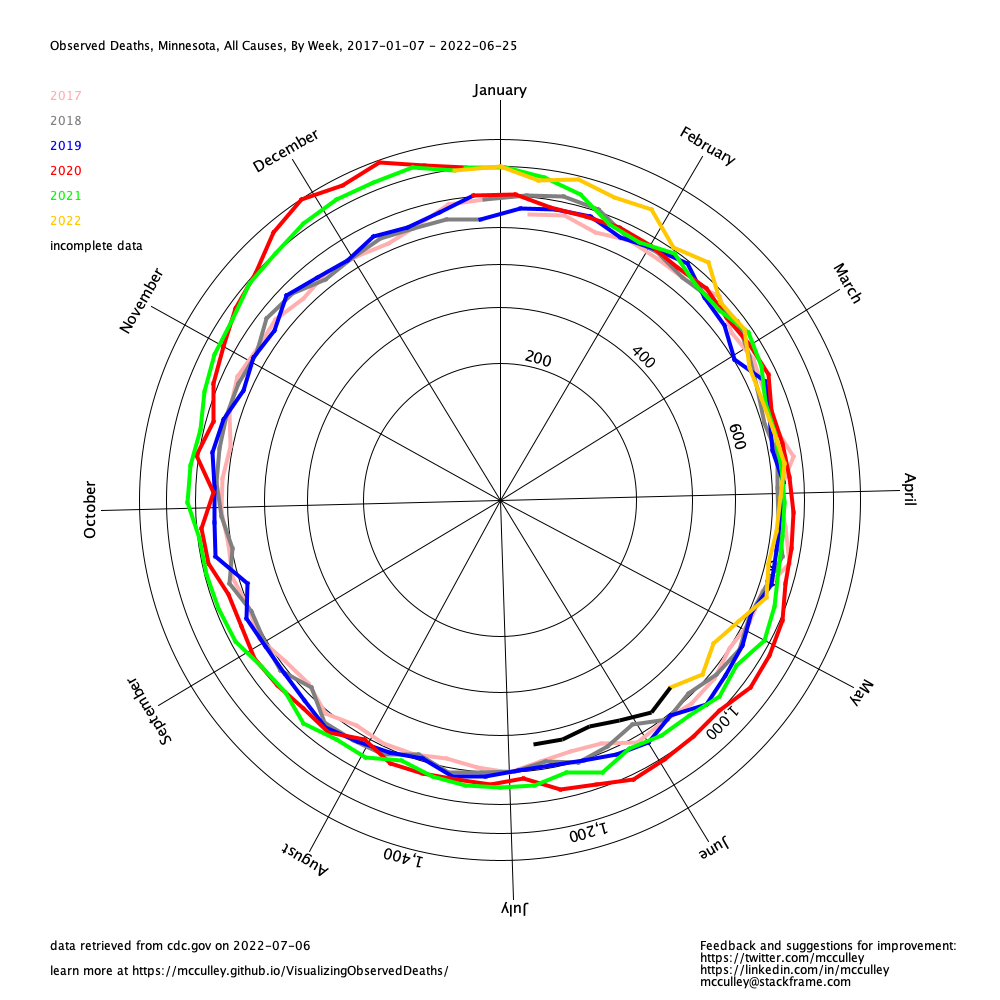 Observed Deaths, Minnesota, All Causes, By Week, 2017-01-07 - 2022-06-25
2017
2018
2019
2020
2021
2022
incomplete data
January
February
March
April
May
June
July
August
September
October
November
December
200
400
600
1,000
1,200
1,400
data retrieved from cdc.gov on 2022-07-06
learn more at https://mcculley.github.io/VisualizingObservedDeaths/
Feedback and suggestions for improvement:
https://twitter.com/mcculley
https://linkedin.com/in/mcculley
mcculley@stackframe.com